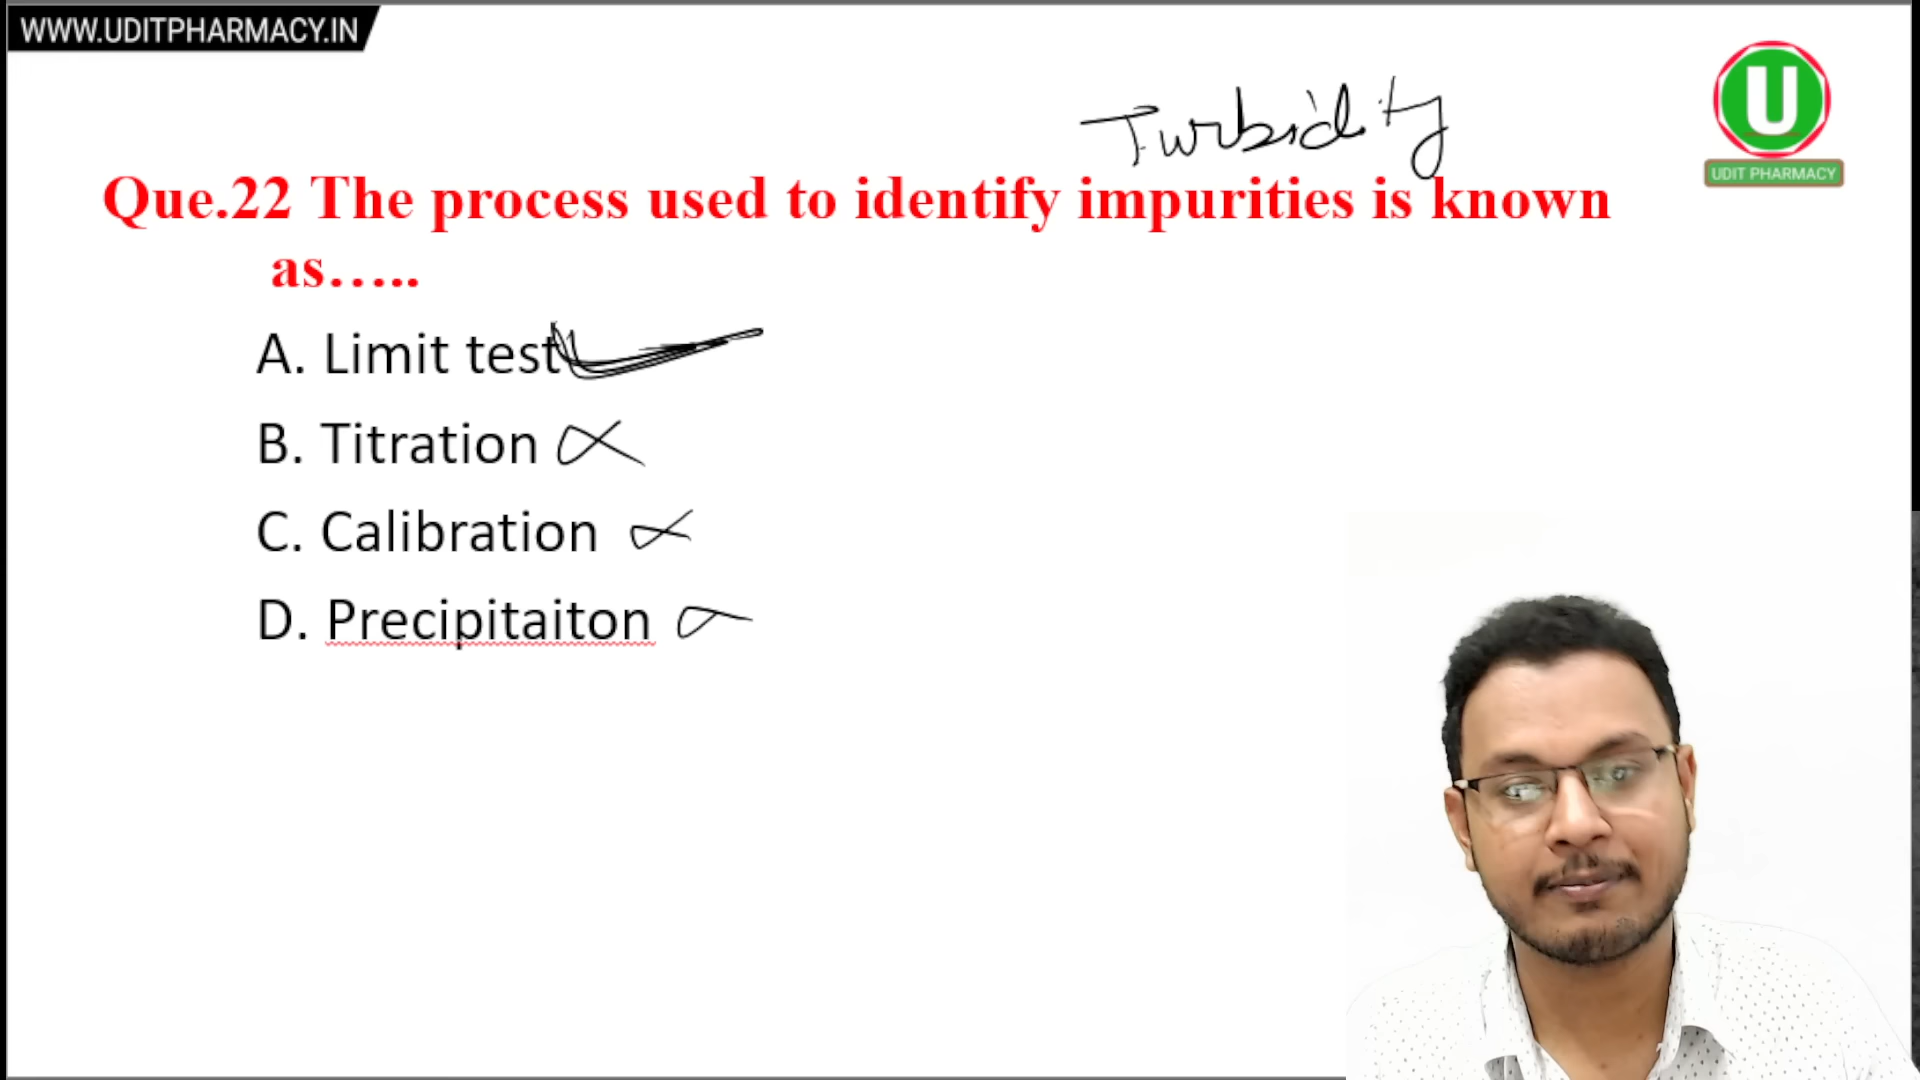 WWW.UDITPHARMACY.IN
U
UDIT PHARMACY
Turbidity
Que.22 The process used to identify impurities is known
as…..
A. Limit test
B. Titration
C. Calibration
D. Precipitaiton